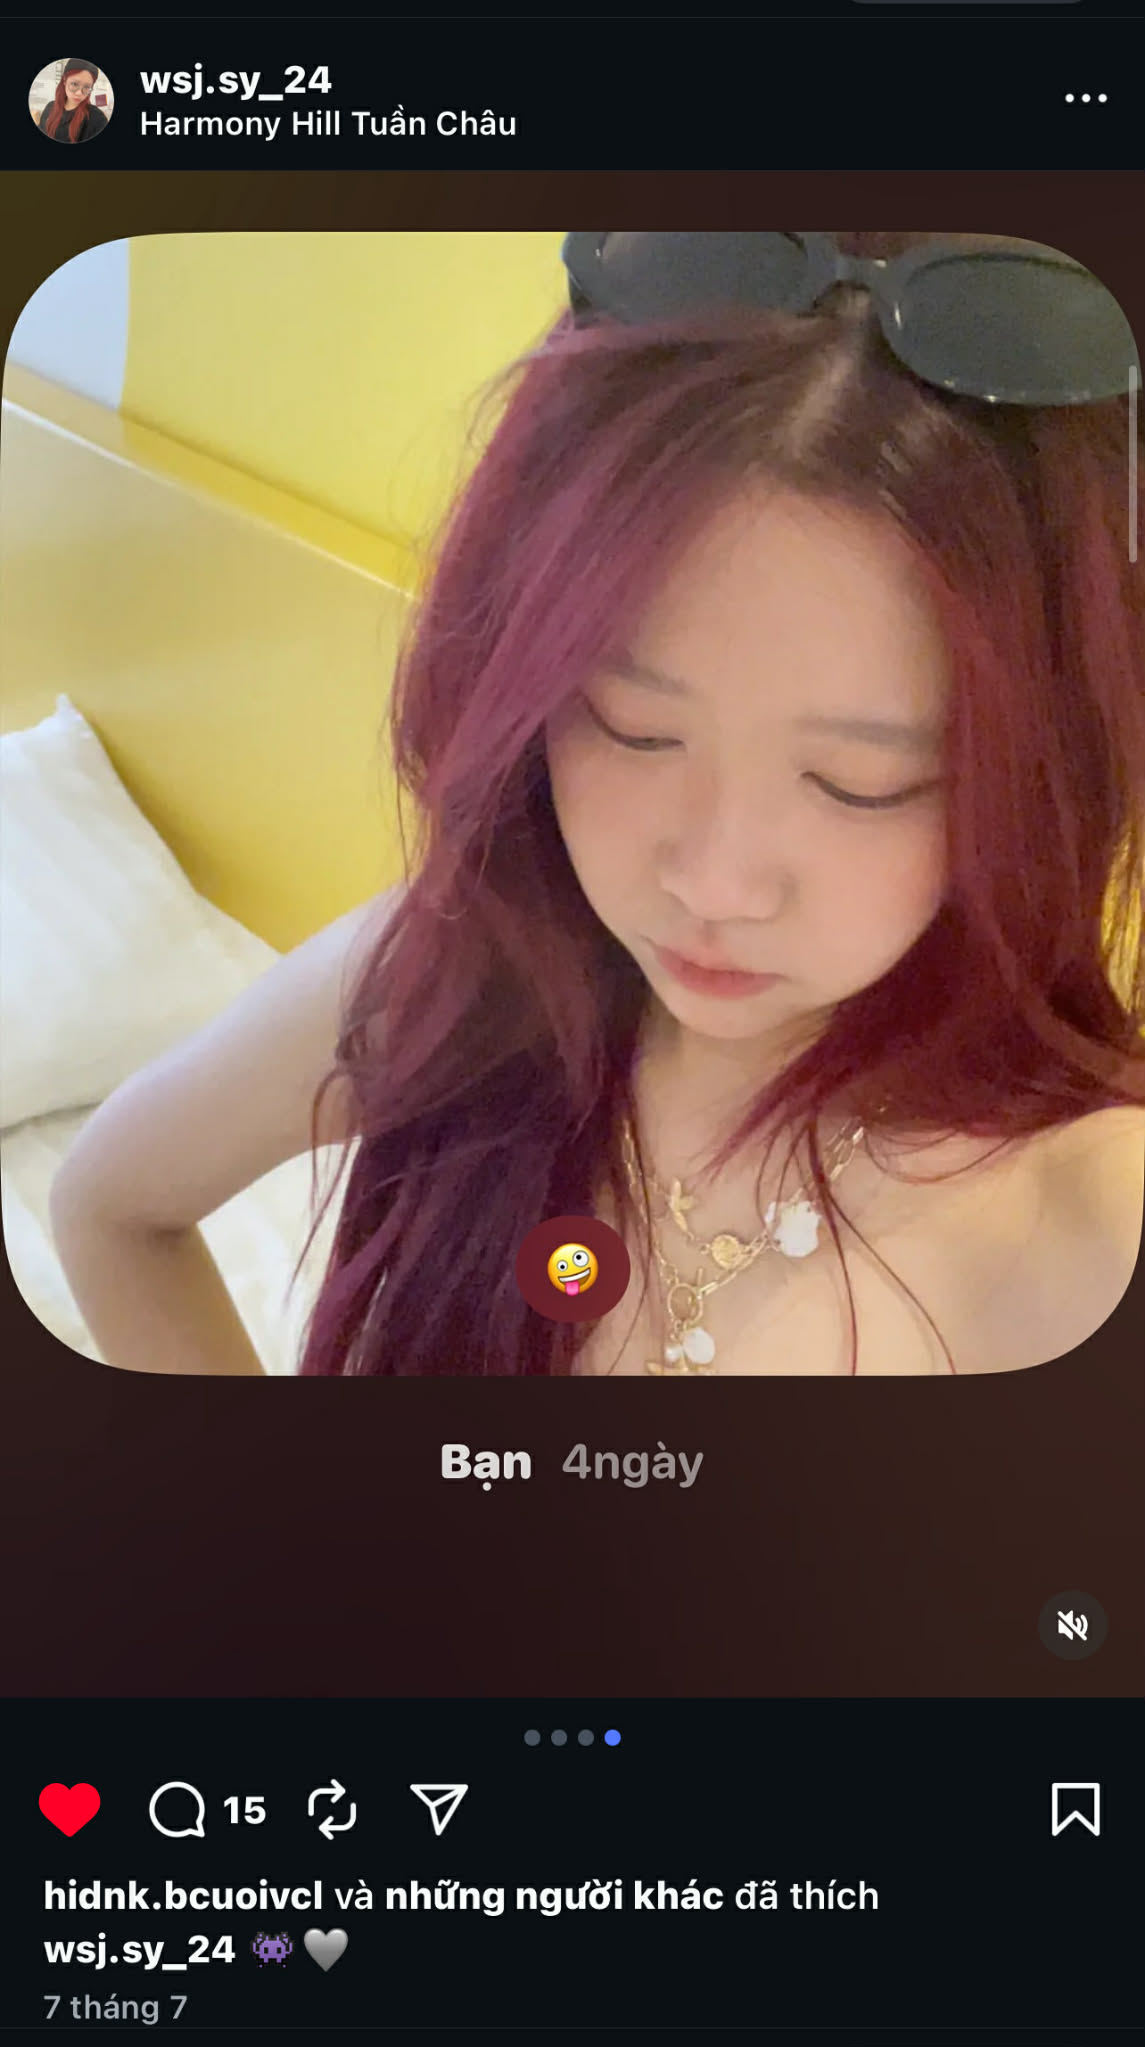 wsj.sy_24
Harmony Hill Tuần Châu
Bạn 4ngày
15
hidnk.bcuoivcl và những người khác đã thích
wsj.sy_24 👾🩶
7 tháng 7